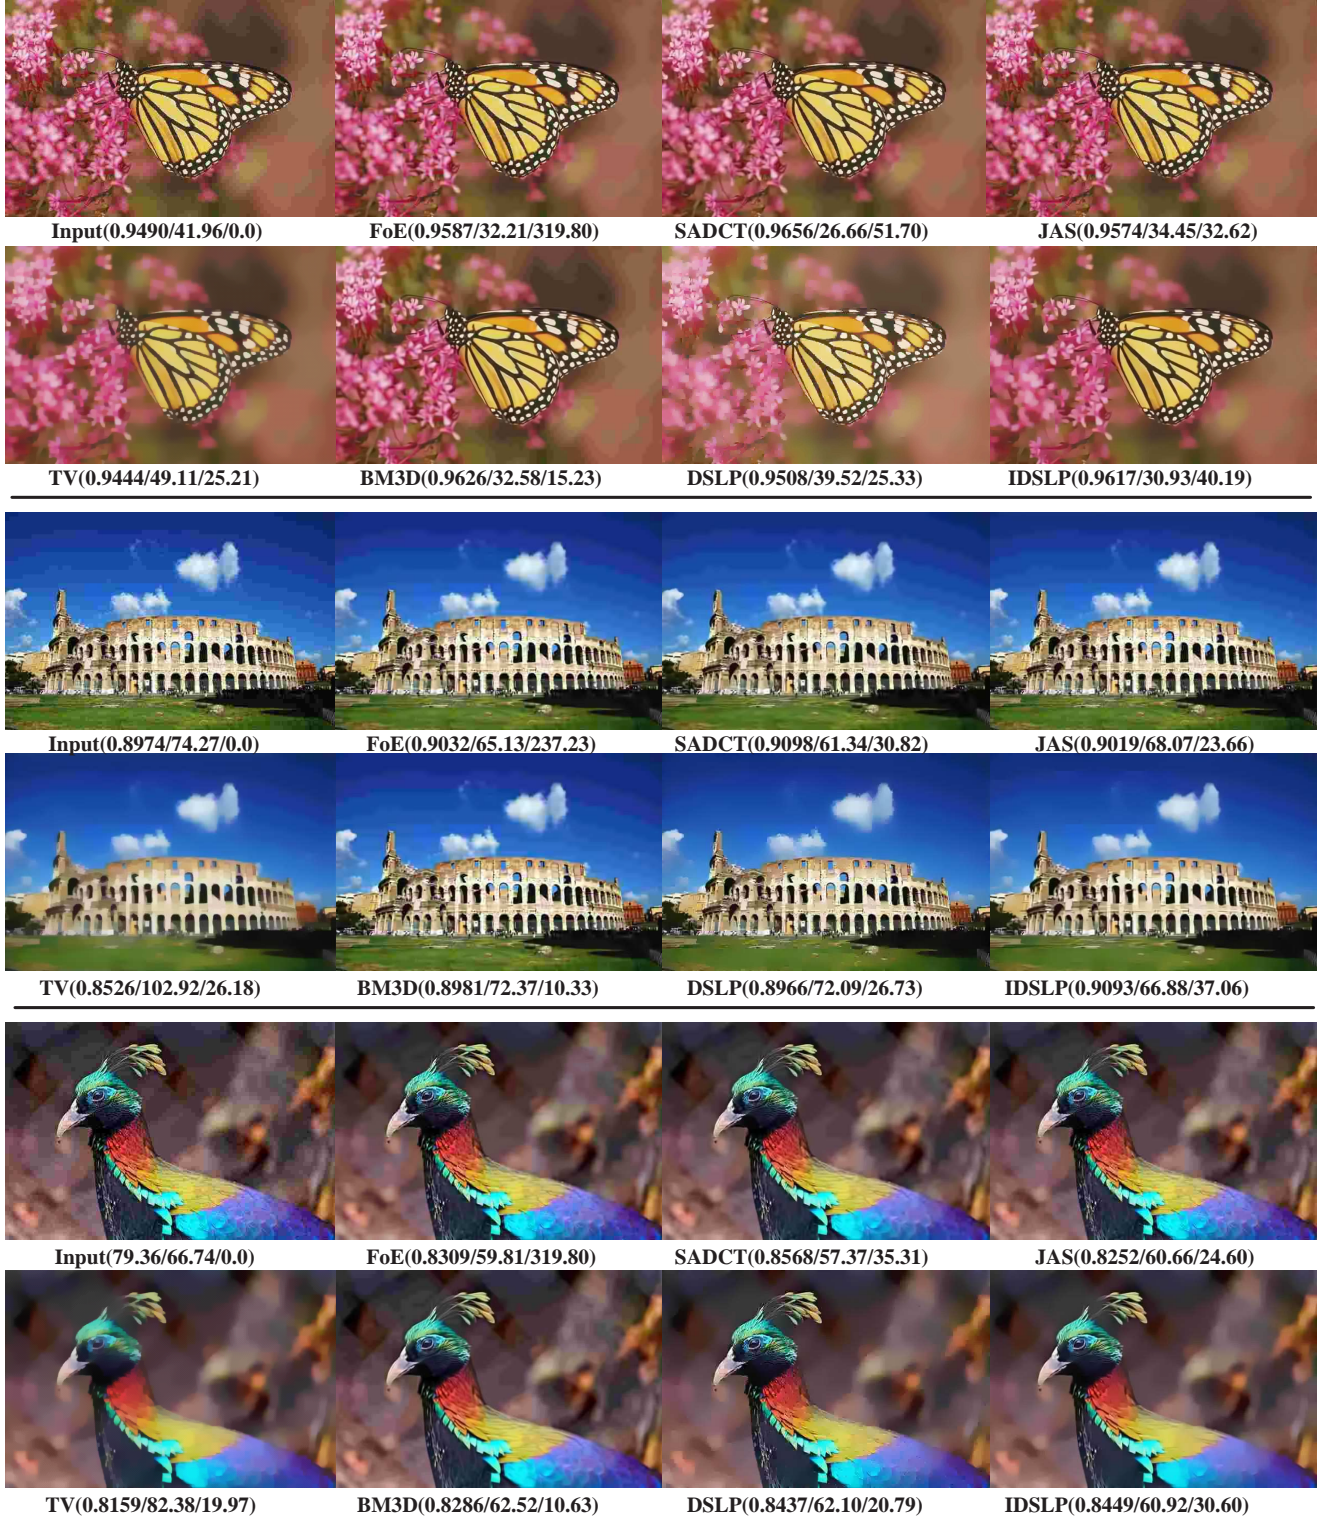 Input(0.9490/41.96/0.0) FoE(0.9587/32.21/319.80) SADCT(0.9656/26.66/51.70) JAS(0.9574/34.45/32.62)
TV(0.9444/49.11/25.21) BM3D(0.9626/32.58/15.23) DSLP(0.9508/39.52/25.33) IDSLP(0.9617/30.93/40.19)
Input(0.8974/74.27/0.0) FoE(0.9032/65.13/237.23) SADCT(0.9098/61.34/30.82) JAS(0.9019/68.07/23.66)
TV(0.8526/102.92/26.18) BM3D(0.8981/72.37/10.33) DSLP(0.8966/72.09/26.73) IDSLP(0.9093/66.88/37.06)
Input(79.36/66.74/0.0) FoE(0.8309/59.81/319.80) SADCT(0.8568/57.37/35.31) JAS(0.8252/60.66/24.60)
TV(0.8159/82.38/19.97) BM3D(0.8286/62.52/10.63) DSLP(0.8437/62.10/20.79) IDSLP(0.8449/60.92/30.60)